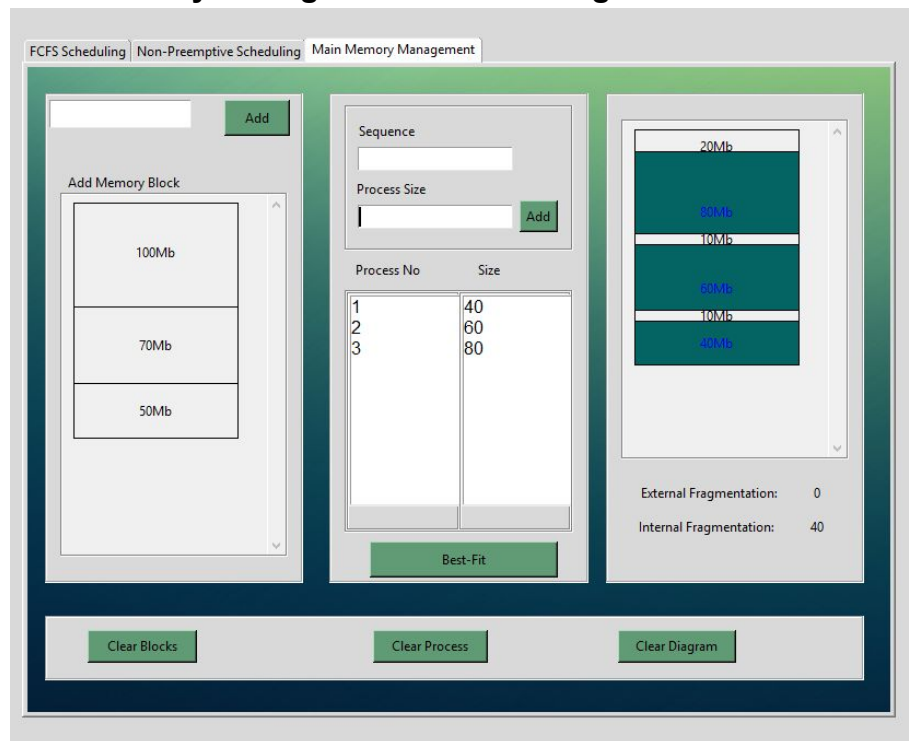 FCFS Scheduling Non-Preemptive Scheduling Main Memory Management
Add
Add Memory Block
100Mb
70Mb
50Mb
Sequence
Process Size
Add
Process No Size
1 40
2 60
3 80
Best-Fit
20Mb
80Mb
10Mb
60Mb
10Mb
40Mb
External Fragmentation: 0
Internal Fragmentation: 40
Clear Blocks Clear Process Clear Diagram